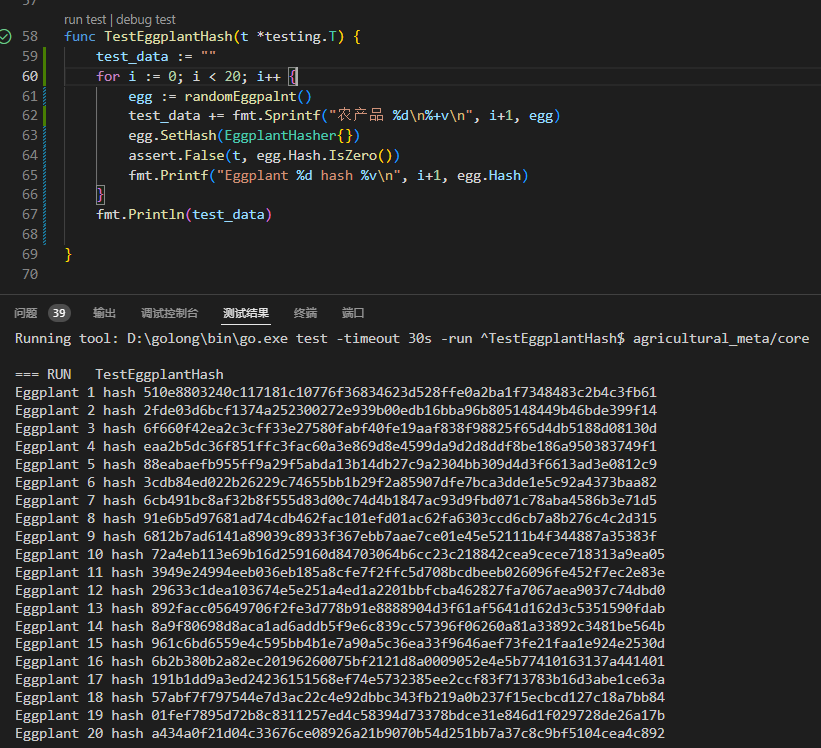 57
run test | debug test
58 func TestEggplantHash(t *testing.T) {
59 test_data := ""
60 for i := 0; i < 20; i++ {
61 egg := randomEggpalnt()
62 test_data += fmt.Sprintf("农产品 %d\n%+v\n", i+1, egg)
63 egg.SetHash(EggplantHasher{})
64 assert.False(t, egg.Hash.IsZero())
65 fmt.Printf("Eggplant %d hash %v\n", i+1, egg.Hash)
66 }
67 fmt.Println(test_data)
68
69 }
70
问题 39 输出 调试控制台 测试结果 终端 端口
Running tool: D:\golong\bin\go.exe test -timeout 30s -run ^TestEggplantHash$ agricultural_meta/core
=== RUN TestEggplantHash
Eggplant 1 hash 510e8803240c117181c10776f36834623d528ffe0a2ba1f7348483c2b4c3fb61
Eggplant 2 hash 2fde03d6bcf1374a252300272e939b00edb16bba96b805148449b46bde399f14
Eggplant 3 hash 6f660f42ea2c3cff33e27580fabf40fe19aaf838f98825f65d4db5188d08130d
Eggplant 4 hash eaa2b5dc36f851ffc3fac60a3e869d8e4599da9d2d8ddf8be186a950383749f1
Eggplant 5 hash 88eabaefb955ff9a29f5abda13b14db27c9a2304bb309d4d3f6613ad3e0812c9
Eggplant 6 hash 3cdb84ed022b26229c74655bb1b29f2a85907dfe7bca3dde1e5c92a4373baa82
Eggplant 7 hash 6cb491bc8af32b8f555d83d00c74d4b1847ac93d9fbd071c78aba4586b3e71d5
Eggplant 8 hash 91e6b5d97681ad74cdb462fac101efd01ac62fa6303ccd6cb7a8b276c4c2d315
Eggplant 9 hash 6812b7ad6141a89039c8933f367ebb7aae7ce01e45e52111b4f344887a35383f
Eggplant 10 hash 72a4eb113e69b16d259160d84703064b6cc23c218842cea9cece718313a9ea05
Eggplant 11 hash 3949e24994eeb036eb185a8cfe7f2ffc5d708bcdbeeb026096fe452f7ec2e83e
Eggplant 12 hash 29633c1dea103674e5e251a4ed1a2201bbfcba462827fa7067aea9037c74dbd0
Eggplant 13 hash 892facc05649706f2fe3d778b91e8888904d3f61af5641d162d3c5351590fdab
Eggplant 14 hash 8a9f80698d8aca1ad6addb5f9e6c839cc57396f06260a81a33892c3481be564b
Eggplant 15 hash 961c6bd6559e4c595bb4b1e7a90a5c36ea33f9646aef73fe21faa1e924e2530d
Eggplant 16 hash 6b2b380b2a82ec20196260075bf2121d8a0009052e4e5b77410163137a441401
Eggplant 17 hash 191b1dd9a3ed24236151568ef74e5732385ee2ccf83f713783b16d3abe1ce63a
Eggplant 18 hash 57abf7f797544e7d3ac22c4e92dbbc343fb219a0b237f15ecbcd127c18a7bb84
Eggplant 19 hash 01fef7895d72b8c8311257ed4c58394d73378bdce31e846d1f029728de26a17b
Eggplant 20 hash a434a0f21d04c33676ce08926a21b9070b54d251bb7a37c8c9bf5104cea4c892